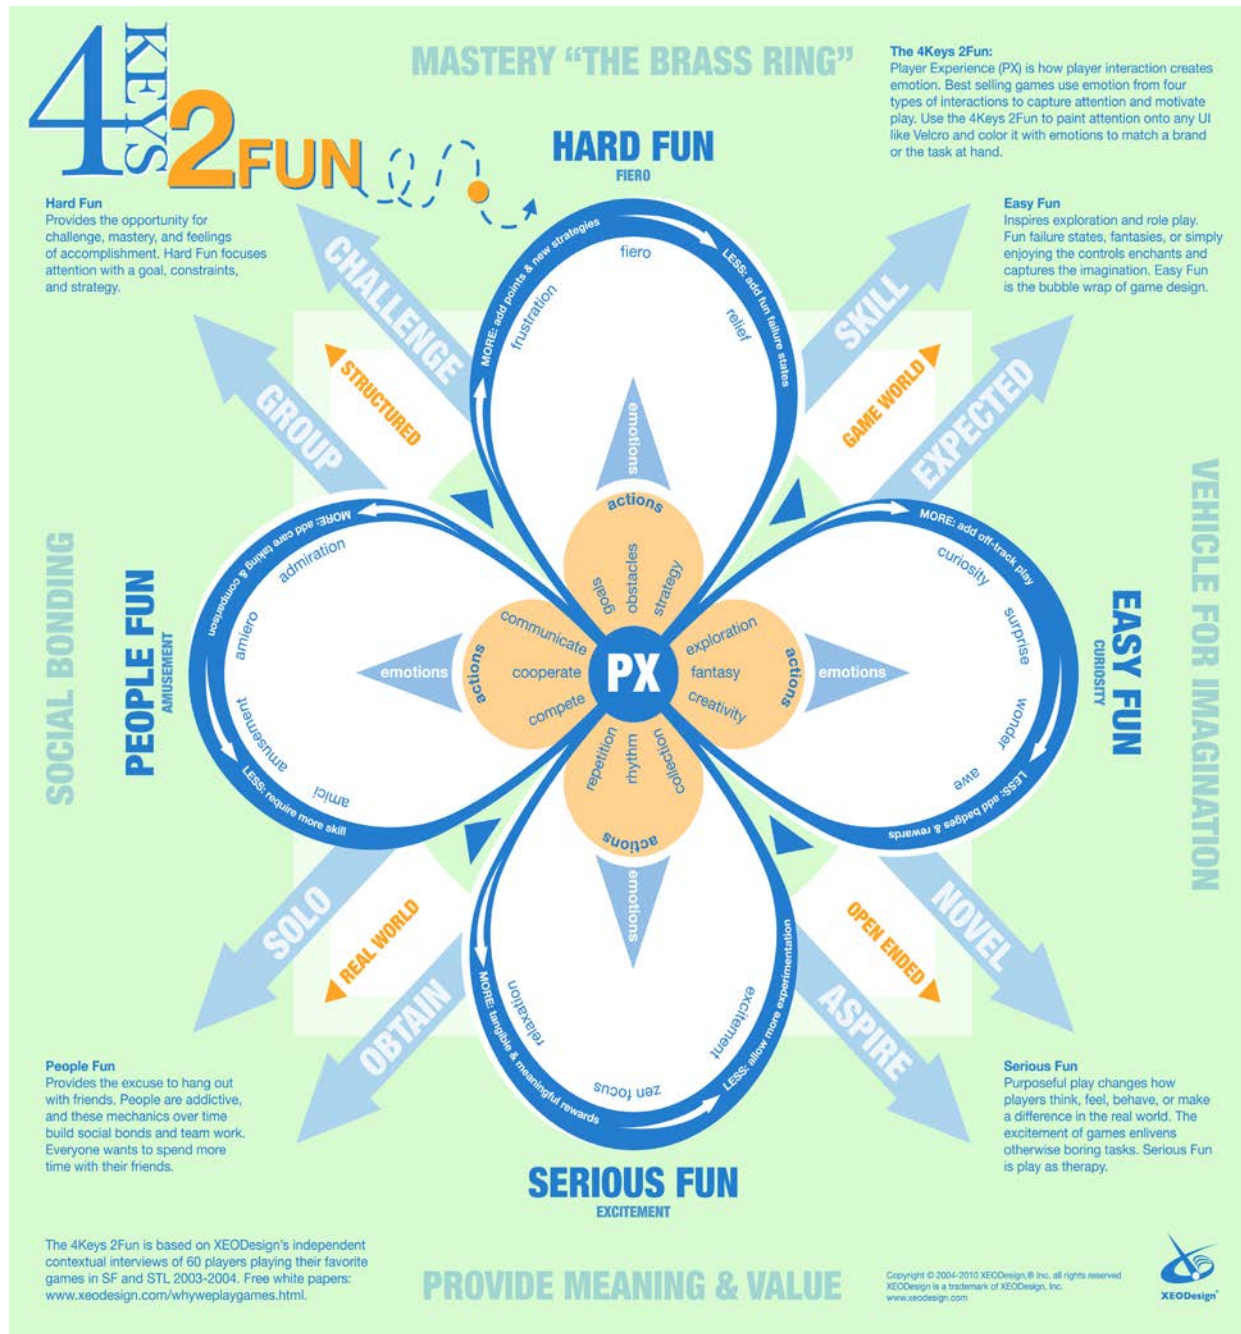 4 KEYS
2FUN
MASTERY “THE BRASS RING”
The 4Keys 2Fun:
Player Experience (PX) is how player interaction creates
emotion. Best selling games use emotion from four
types of interactions to capture attention and motivate
play. Use the 4Keys 2Fun to paint attention onto any UI
like Velcro and color it with emotions to match a brand
or the task at hand.
HARD FUN
FIERO
Hard Fun
Provides the opportunity for
challenge, mastery, and feelings
of accomplishment. Hard Fun focuses
attention with a goal, constraints,
and strategy.
Easy Fun
Inspires exploration and role play.
Fun failure states, fantasies, or simply
enjoying the controls enchants and
captures the imagination. Easy Fun
is the bubble wrap of game design.
CHALLENGE
GROUP
STRUCTURED
SKILL
EXPECTED
GAME WORLD
MORE: add points & new strategies
LESS: add fun failure states
frustration
fiero
relief
emotions
actions
goals
obstacles
strategy
SOCIAL BONDING
PEOPLE FUN
AMUSEMENT
MORE: add care taking & comparison
LESS: require more skill
admiration
amiero
amusement
amici
emotions
actions
communicate
cooperate
compete
PX
exploration
fantasy
creativity
actions
emotions
MORE: add off-track play
LESS: add badges & rewards
curiosity
surprise
wonder
awe
EASY FUN
CURIOSITY
VEHICLE FOR IMAGINATION
repetition
rhythm
collection
actions
emotions
relaxation
zen focus
excitement
MORE: tangible & meaningful rewards
LESS: allow more experimentation
SOLO
OBTAIN
REAL WORLD
NOVEL
ASPIRE
OPEN ENDED
People Fun
Provides the excuse to hang out
with friends. People are addictive,
and these mechanics over time
build social bonds and team work.
Everyone wants to spend more
time with their friends.
Serious Fun
Purposeful play changes how
players think, feel, behave, or make
a difference in the real world. The
excitement of games enlivens
otherwise boring tasks. Serious Fun
is play as therapy.
SERIOUS FUN
EXCITEMENT
The 4Keys 2Fun is based on XEODesign's independent
contextual interviews of 60 players playing their favorite
games in SF and STL 2003-2004. Free white papers:
www.xeodesign.com/whyweplaygames.html.
PROVIDE MEANING & VALUE
Copyright © 2004-2010 XEODesign,® Inc. all rights reserved
XEODesign is a trademark of XEODesign, Inc.
www.xeodesign.com
XEODesign®